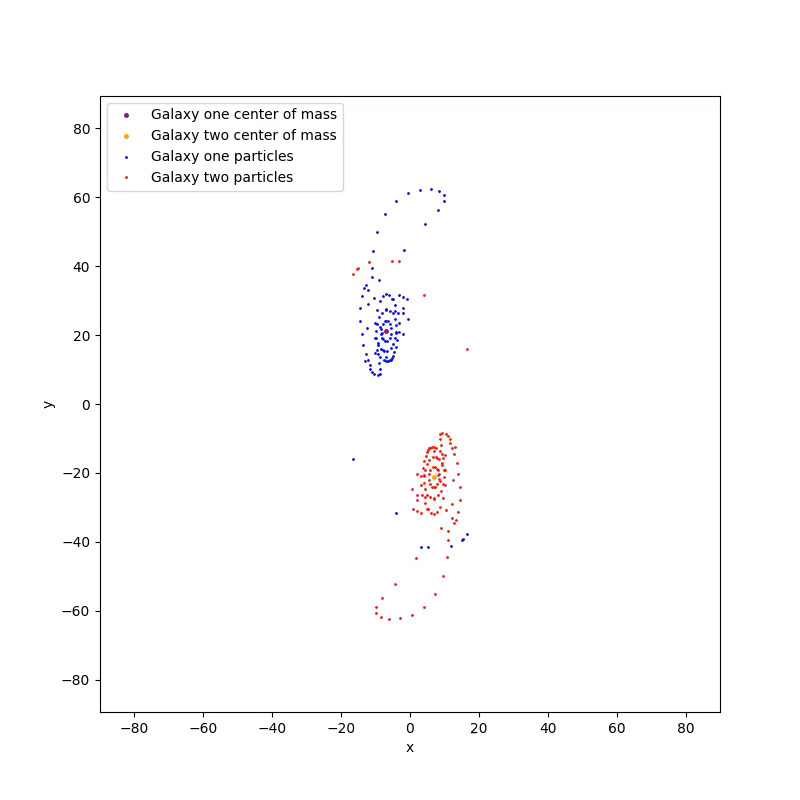 Galaxy one center of mass
Galaxy two center of mass
Galaxy one particles
Galaxy two particles
80
60
40
20
0
−20
−40
−60
−80
y
−80 −60 −40 −20 0 20 40 60 80
x